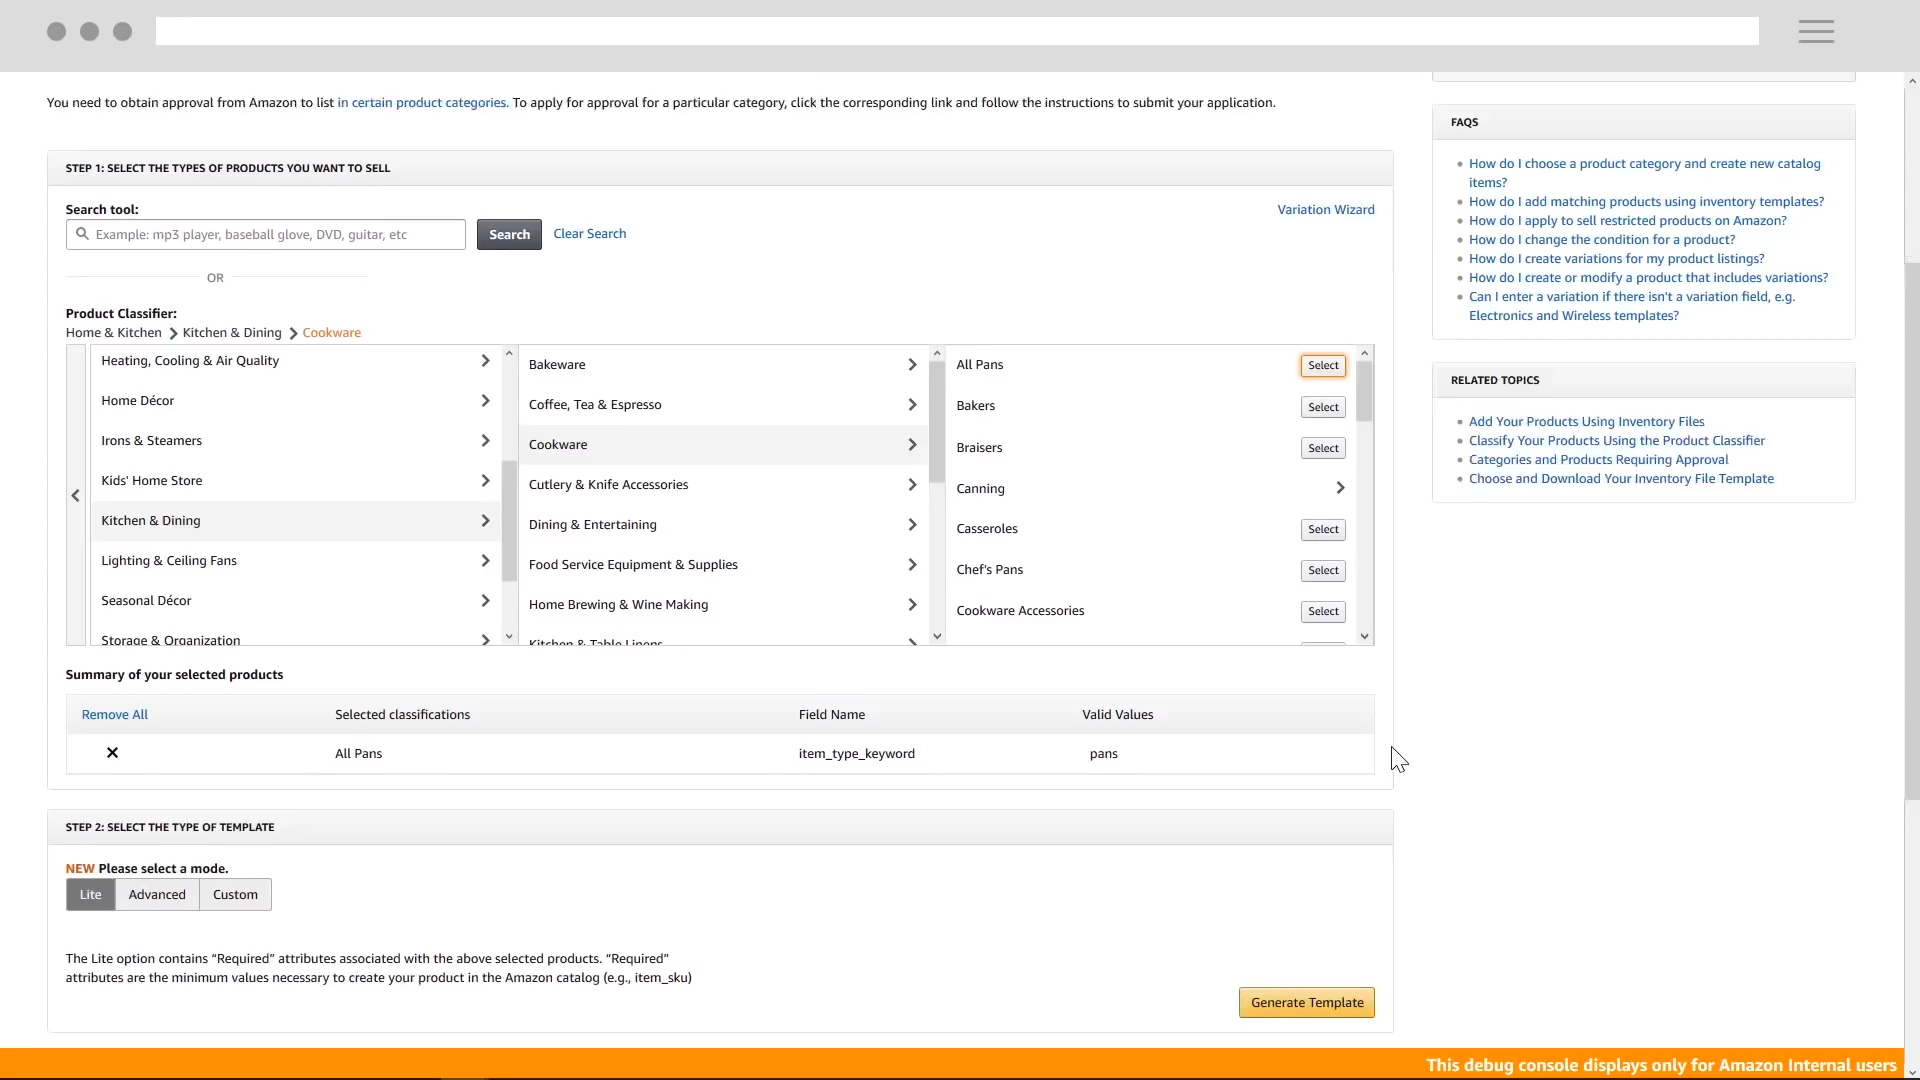 You need to obtain approval from Amazon to list in certain product categories. To apply for approval for a particular category, click the corresponding link and follow the instructions to submit your application.
STEP 1: SELECT THE TYPES OF PRODUCTS YOU WANT TO SELL
Search tool:
Variation Wizard
Example: mp3 player, baseball glove, DVD, guitar, etc
Search
Clear Search
OR
Product Classifier:
Home & Kitchen > Kitchen & Dining > Cookware
Heating, Cooling & Air Quality
Home Décor
Irons & Steamers
Kids' Home Store
Kitchen & Dining
Lighting & Ceiling Fans
Seasonal Décor
Storage & Organization
Bakeware
Coffee, Tea & Espresso
Cookware
Cutlery & Knife Accessories
Dining & Entertaining
Food Service Equipment & Supplies
Home Brewing & Wine Making
Kitchen & Table Linens
All Pans Select
Bakers Select
Braisers Select
Canning
Casseroles Select
Chef's Pans Select
Cookware Accessories Select
Summary of your selected products
Remove All Selected classifications Field Name Valid Values
All Pans item_type_keyword pans
STEP 2: SELECT THE TYPE OF TEMPLATE
NEW Please select a mode.
Lite Advanced Custom
The Lite option contains “Required” attributes associated with the above selected products. “Required”
attributes are the minimum values necessary to create your product in the Amazon catalog (e.g., item_sku)
Generate Template
FAQS
How do I choose a product category and create new catalog
items?
How do I add matching products using inventory templates?
How do I apply to sell restricted products on Amazon?
How do I change the condition for a product?
How do I create variations for my product listings?
How do I create or modify a product that includes variations?
Can I enter a variation if there isn't a variation field, e.g.
Electronics and Wireless templates?
RELATED TOPICS
Add Your Products Using Inventory Files
Classify Your Products Using the Product Classifier
Categories and Products Requiring Approval
Choose and Download Your Inventory File Template
This debug console displays only for Amazon Internal users